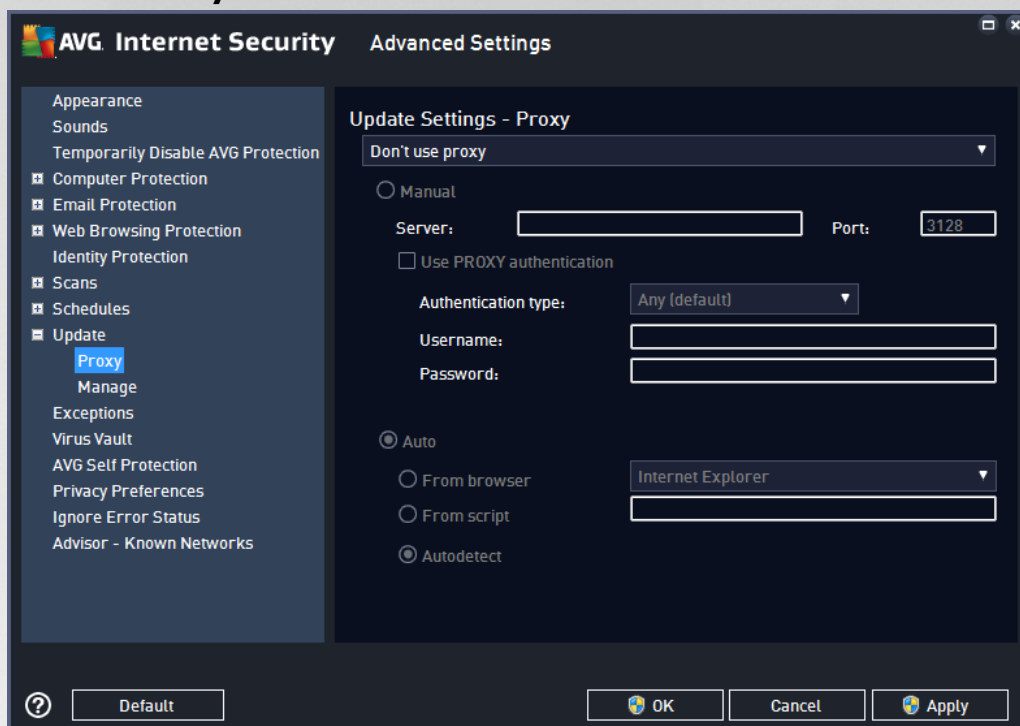 AVG. Internet Security Advanced Settings
Appearance
Sounds
Temporarily Disable AVG Protection
Computer Protection
Email Protection
Web Browsing Protection
Identity Protection
Scans
Schedules
Update
Proxy
Manage
Exceptions
Virus Vault
AVG Self Protection
Privacy Preferences
Ignore Error Status
Advisor - Known Networks
Update Settings - Proxy
Don't use proxy
Manual
Server: Port: 3128
Use PROXY authentication
Authentication type: Any (default)
Username:
Password:
Auto
From browser Internet Explorer
From script
Autodetect
? Default OK Cancel Apply